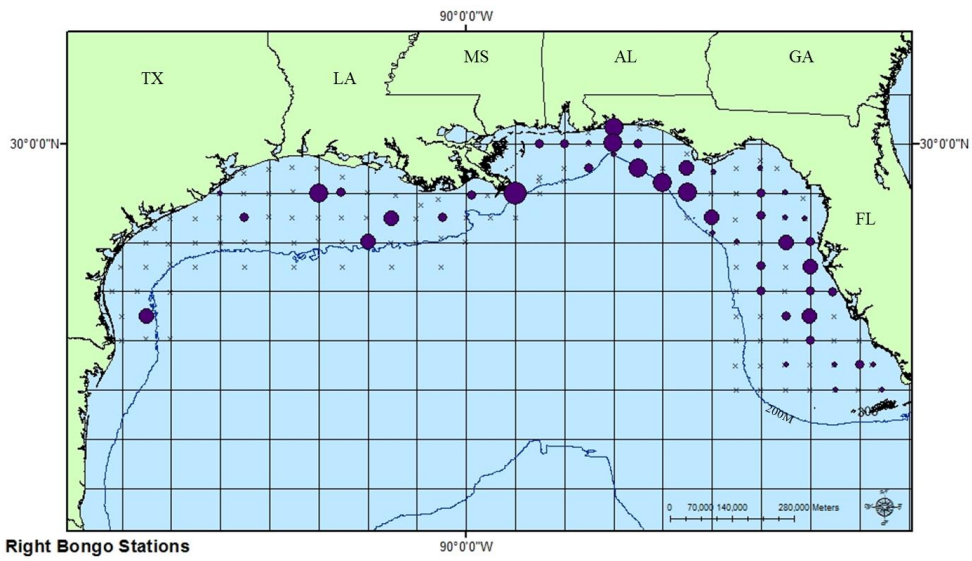 90°0'0"W
TX
LA
MS
AL
GA
30°0'0"N
30°0'0"N
FL
200M
0 70,000 140,000 280,000 Meters
Right Bongo Stations
90°0'0"W